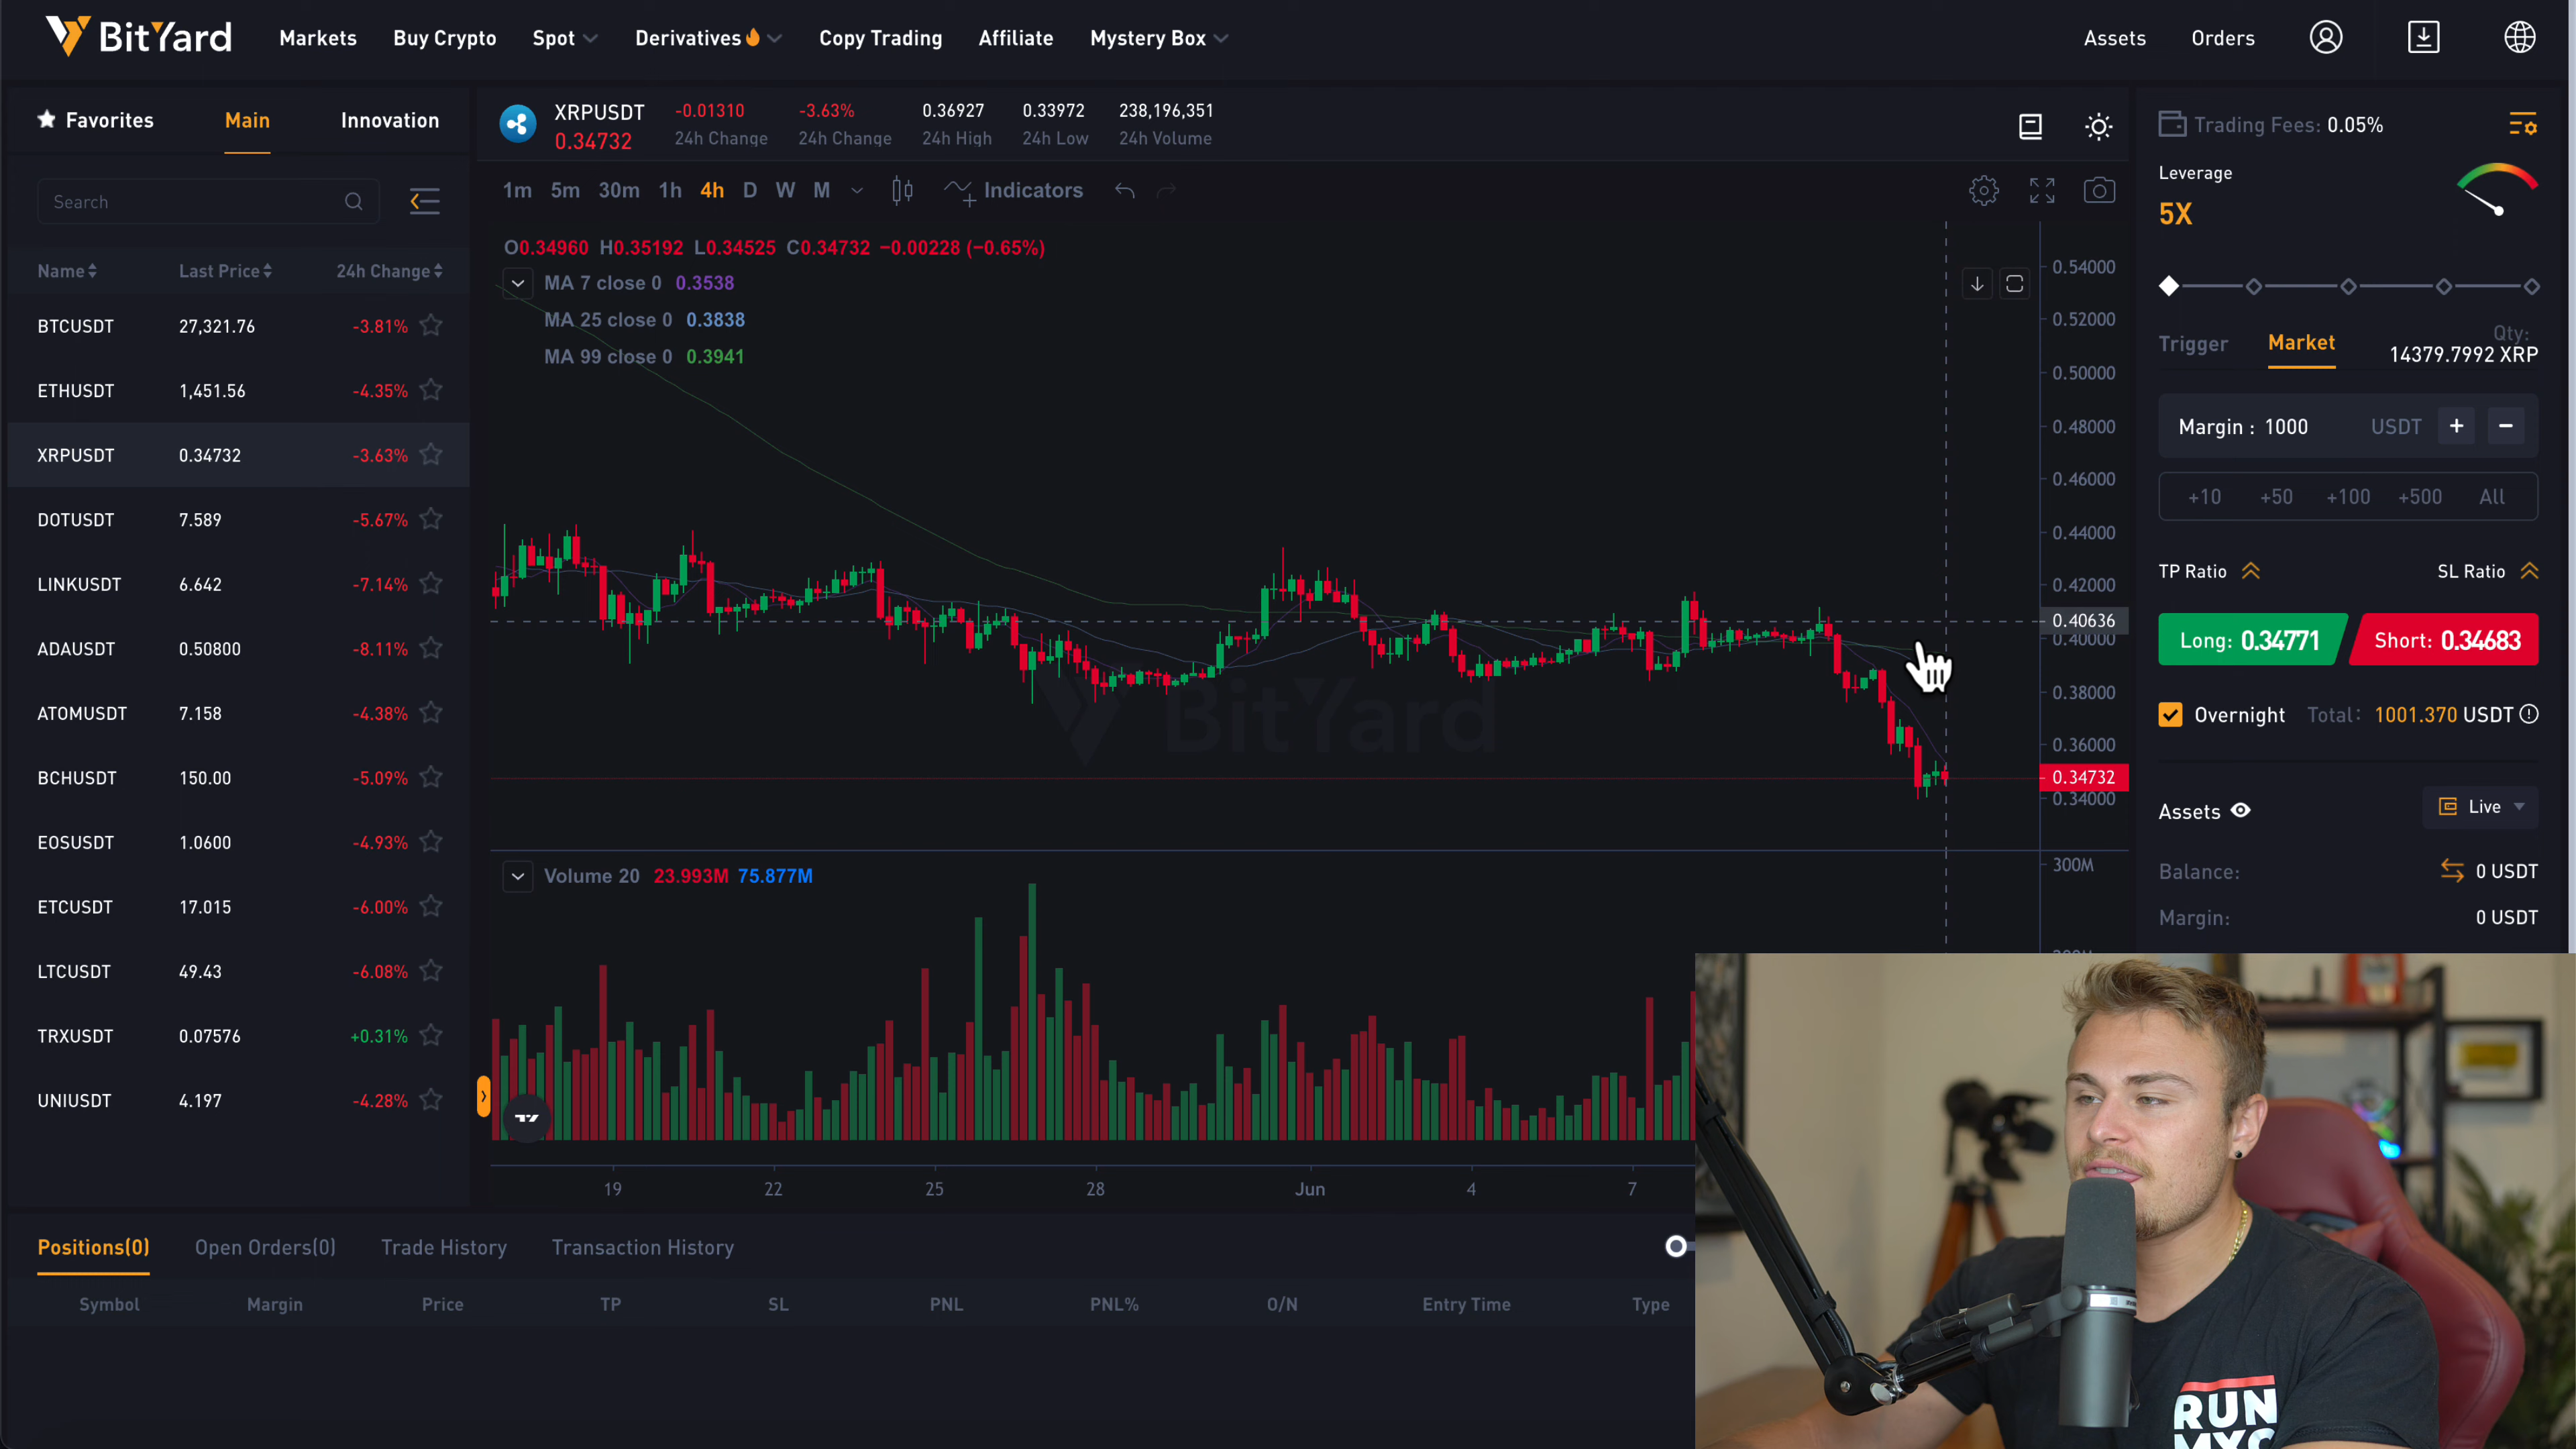 BitYard Markets Buy Crypto Spot Derivatives Copy Trading Affiliate Mystery Box Assets Orders
Favorites Main Innovation
Search
Name Last Price 24h Change
BTCUSDT 27,321.76 -3.81%
ETHUSDT 1,451.56 -4.35%
XRPUSDT 0.34732 -3.63%
DOTUSDT 7.589 -5.67%
LINKUSDT 6.642 -7.14%
ADAUSDT 0.50800 -8.11%
ATOMUSDT 7.158 -4.38%
BCHUSDT 150.00 -5.09%
EOSUSDT 1.0600 -4.93%
ETCUSDT 17.015 -6.00%
LTCUSDT 49.43 -6.08%
TRXUSDT 0.07576 +0.31%
UNIUSDT 4.197 -4.28%
XRPUSDT -0.01310 -3.63% 0.36927 0.33972 238,196,351
0.34732 24h Change 24h Change 24h High 24h Low 24h Volume
1m 5m 30m 1h 4h D W M Indicators
O0.34960 H0.35192 L0.34525 C0.34732 −0.00228 (−0.65%)
MA 7 close 0 0.3538
MA 25 close 0 0.3838
MA 99 close 0 0.3941
0.54000
0.52000
0.50000
0.48000
0.46000
0.44000
0.42000
0.40636
0.40000
0.38000
0.36000
0.34732
0.34000
BitYard
Volume 20 23.993M 75.877M
300M
19 22 25 28 Jun 4 7
Trading Fees: 0.05%
Leverage
5X
Trigger Market Qty:
14379.7992 XRP
Margin : 1000 USDT + −
+10 +50 +100 +500 All
TP Ratio SL Ratio
Long: 0.34771 Short: 0.34683
Overnight Total: 1001.370 USDT
Assets Live
Balance: 0 USDT
Margin: 0 USDT
Positions(0) Open Orders(0) Trade History Transaction History
Symbol Margin Price TP SL PNL PNL% O/N Entry Time Type
RUN